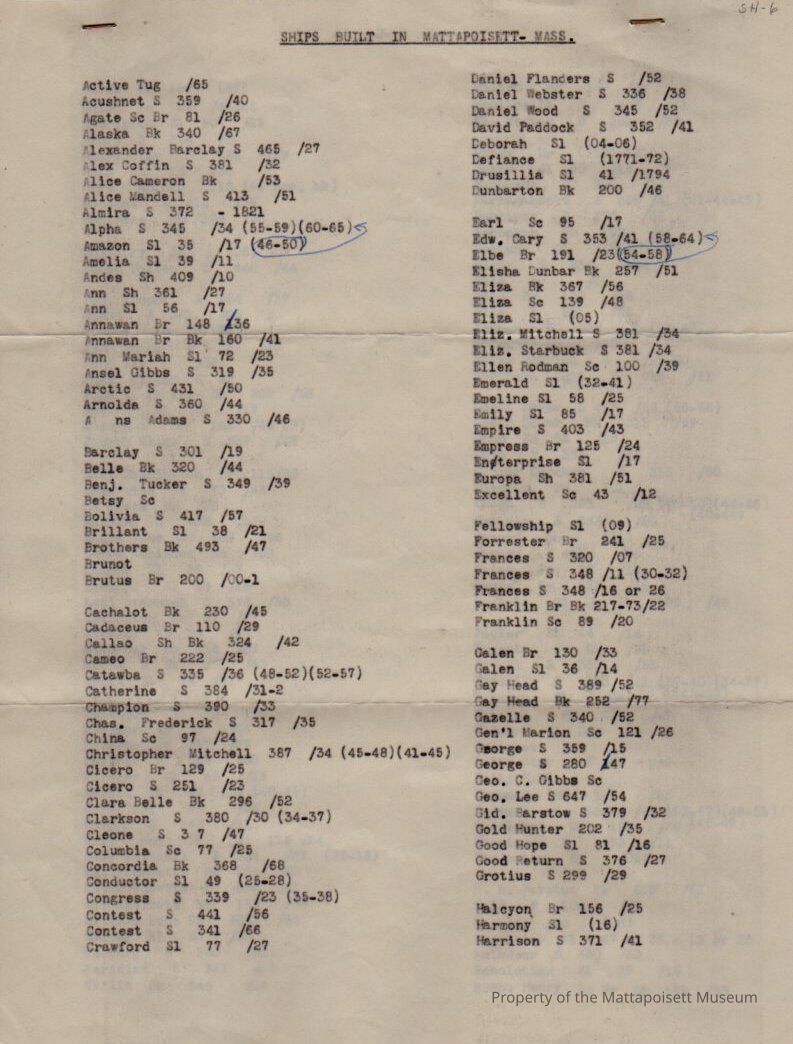 SH-6
SHIPS BUILT IN MATTAPOISETT- MASS.
Active Tug /65
Acushnet S 359 /40
Agate Sc Br 81 /26
Alaska Bk 340 /67
Alexander Barclay S 465 /27
Alex Coffin S 381 /32
Alice Cameron Bk /53
Alice Mandell S 413 /51
Almira S 372 - 1821
Alpha S 345 /34 (55-59)(60-65)
Amazon Sl 35 /17 (46-50)
Amelia Sl 39 /11
Andes Sh 409 /10
Ann Sh 361 /27
Ann Sl 56 /17
Annawan Br 148 /36
Annawan Br Bk 160 /41
Ann Mariah Sl 72 /23
Ansel Gibbs S 319 /35
Arctic S 431 /50
Arnolda S 360 /44
A ns Adams S 330 /46
Barclay S 301 /19
Belle Bk 320 /44
Benj. Tucker S 349 /39
Betsy Sc
Bolivia S 417 /57
Brillant Sl 38 /21
Brothers Bk 493 /47
Brunot
Brutus Br 200 /00-1
Cachalot Bk 230 /45
Cadaceus Br 110 /29
Callao Sh Bk 324 /42
Cameo Br 222 /25
Catawba S 335 /36 (48-52)(52-57)
Catherine S 384 /31-2
Champion S 390 /33
Chas. Frederick S 317 /35
China Sc 97 /24
Christopher Mitchell 387 /34 (45-48)(41-45)
Cicero Br 129 /25
Cicero S 251 /23
Clara Belle Bk 296 /52
Clarkson S 380 /30 (34-37)
Cleone S 3 7 /47
Columbia Sc 77 /25
Concordia Bk 368 /68
Conductor Sl 49 (25-28)
Congress S 339 /23 (35-38)
Contest S 441 /56
Contest S 341 /66
Crawford Sl 77 /27
Daniel Flanders S /52
Daniel Webster S 336 /38
Daniel Wood S 345 /52
David Paddock S 352 /41
Deborah Sl (04-06)
Defiance Sl (1771-72)
Drusillia Sl 41 /1794
Dunbarton Bk 200 /46
Earl Sc 95 /17
Edw. Cary S 353 /41 (58-64)
Elbe Br 191 /23(54-58)
Elisha Dunbar Bk 257 /51
Eliza Bk 367 /56
Eliza Sc 139 /48
Eliza Sl (05)
Eliz. Mitchell S 381 /34
Eliz. Starbuck S 381 /34
Ellen Rodman Sc 100 /39
Emerald Sl (32-41)
Emeline Sl 58 /25
Emily Sl 85 /17
Empire S 403 /43
Empress Br 125 /24
Enterprise Sl /17
Europa Sh 381 /51
Excellent Sc 43 /12
Fellowship Sl (09)
Forrester Br 241 /25
Frances S 320 /07
Frances S 348 /11 (30-32)
Frances S 348 /16 or 26
Franklin Br Bk 217-73/22
Franklin Sc 89 /20
Galen Br 130 /33
Galen Sl 36 /14
Gay Head S 389 /52
Gay Head Bk 252 /77
Gazelle S 340 /52
Gen'l Marion Sc 121 /26
George S 359 /15
George S 280 /47
Geo. C. Gibbs Sc
Geo. Lee S 647 /54
Gid. Barstow S 379 /32
Gold Hunter 202 /35
Good Hope Sl 81 /16
Good Return S 376 /27
Grotius S 299 /29
Halcyon Br 156 /25
Harmony Sl (16)
Harrison S 371 /41
Property of the Mattapoisett Museum